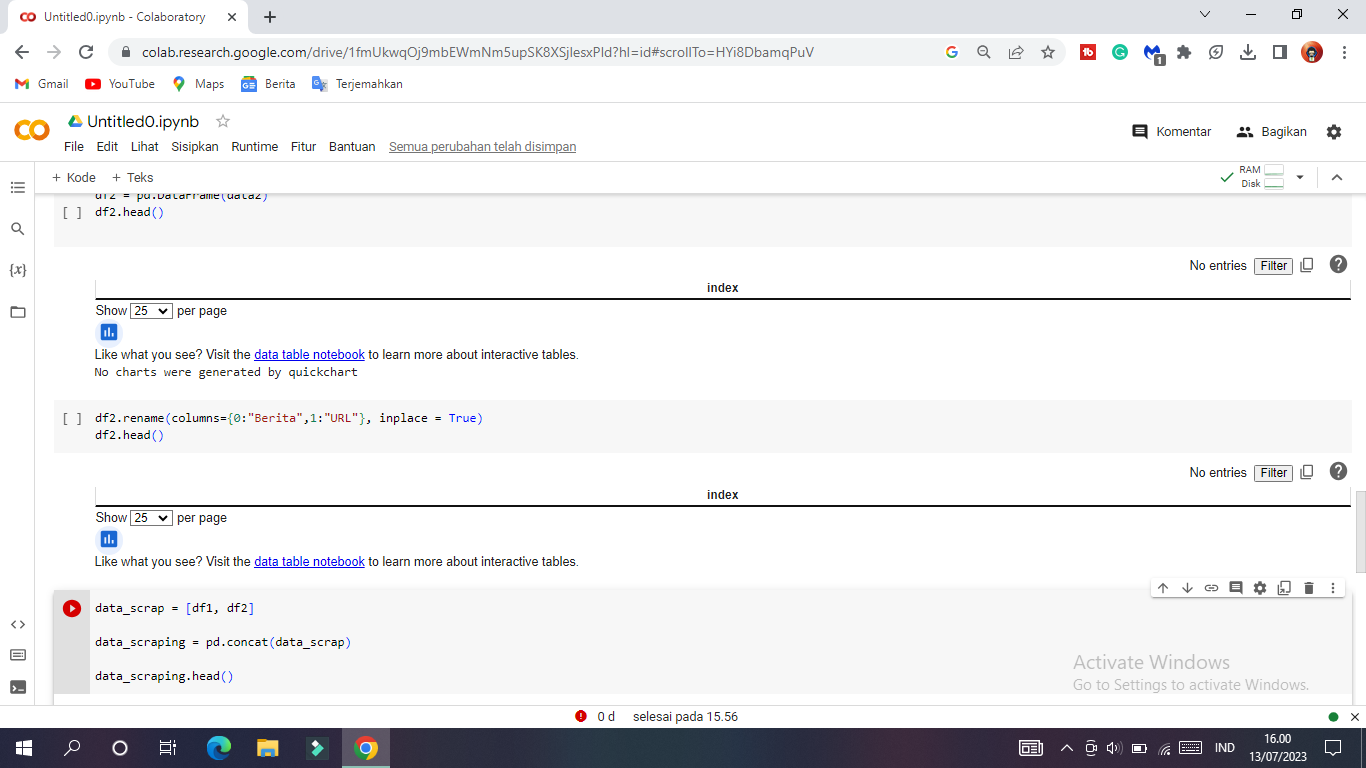 Untitled0.ipynb - Colaboratory
colab.research.google.com/drive/1fmUkwqOj9mbEWmNm5upSK8XSjlesxPld?hl=id#scrollTo=HYi8DbamqPuV
Gmail YouTube Maps Berita Terjemahkan
Untitled0.ipynb
Komentar Bagikan
File Edit Lihat Sisipkan Runtime Fitur Bantuan Semua perubahan telah disimpan
+ Kode + Teks
RAM
Disk
df2 = pd.DataFrame(data2)
[ ] df2.head()
No entries Filter
index
Show 25 per page
Like what you see? Visit the data table notebook to learn more about interactive tables.
No charts were generated by quickchart
[ ] df2.rename(columns={0:"Berita",1:"URL"}, inplace = True)
df2.head()
No entries Filter
index
Show 25 per page
Like what you see? Visit the data table notebook to learn more about interactive tables.
data_scrap = [df1, df2]
data_scraping = pd.concat(data_scrap)
data_scraping.head()
Activate Windows
Go to Settings to activate Windows.
0 d selesai pada 15.56
IND
16.00
13/07/2023